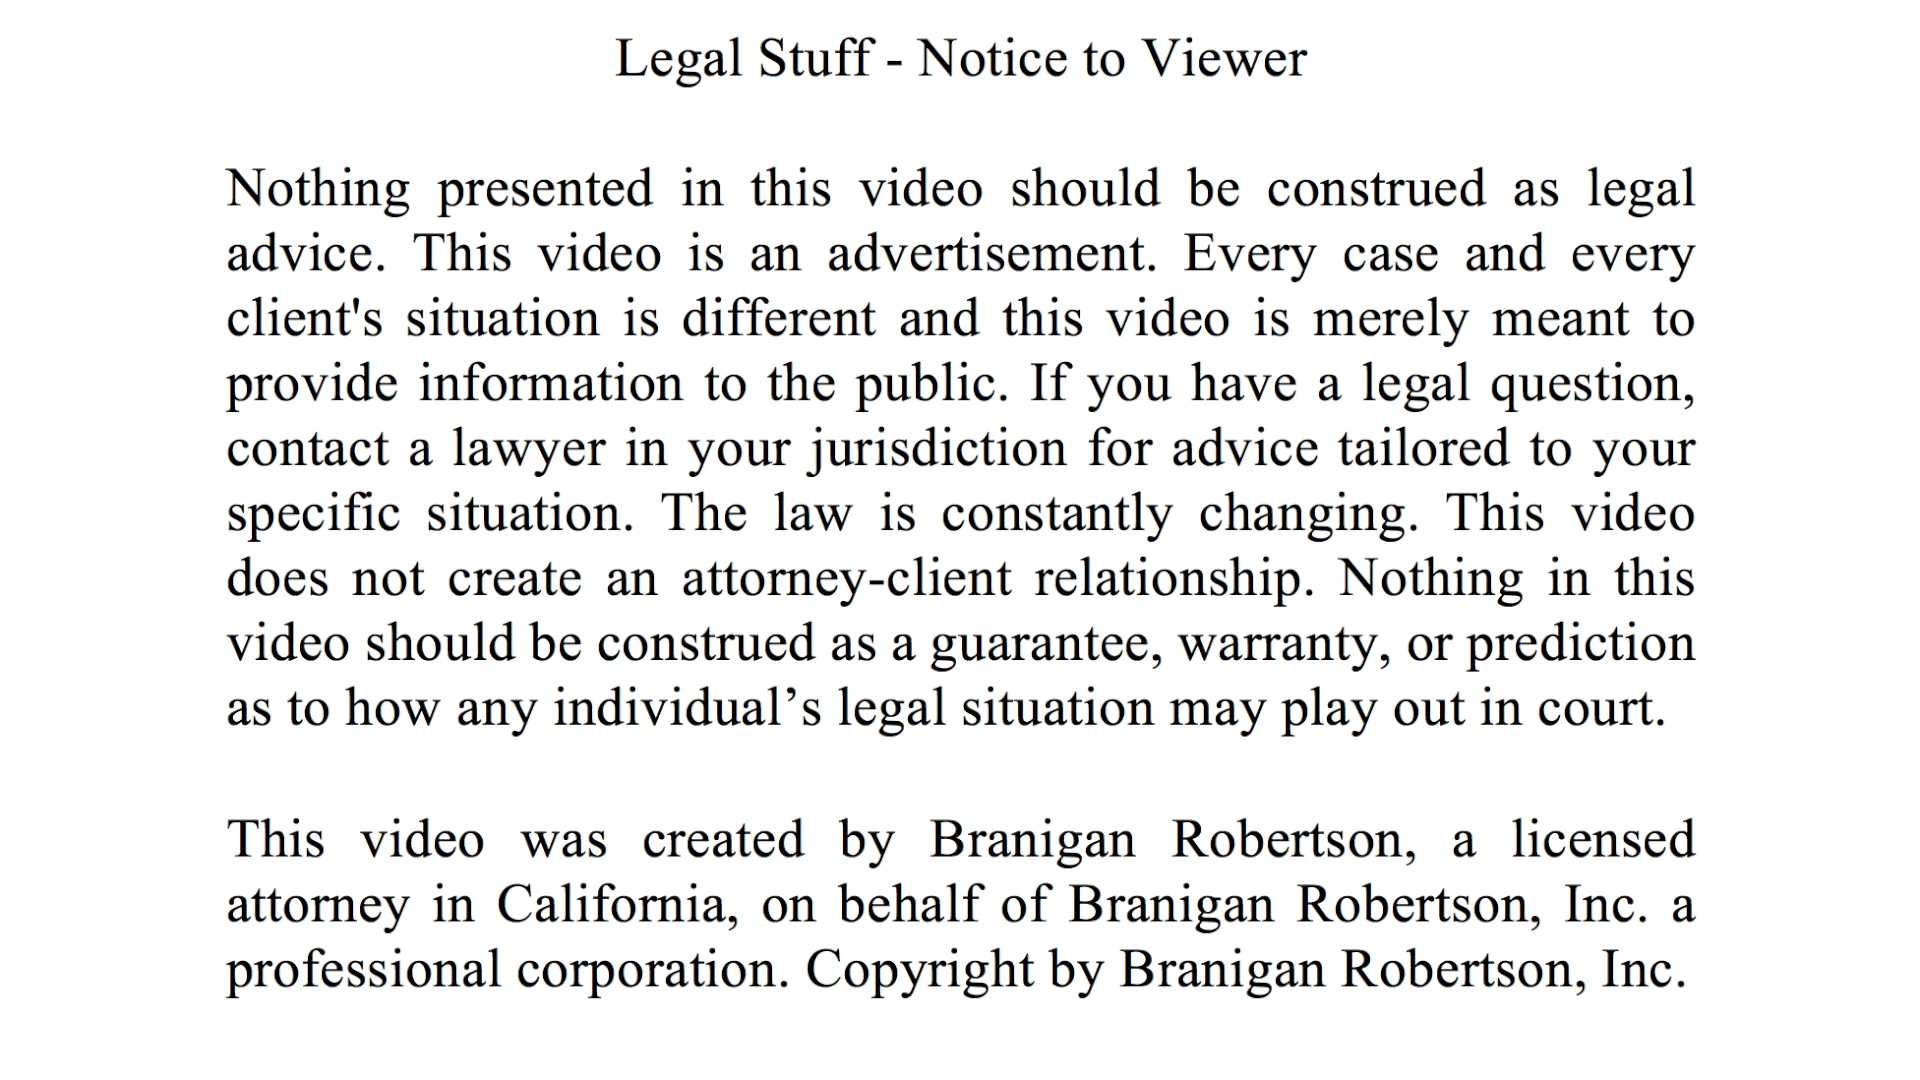 Legal Stuff - Notice to Viewer
Nothing presented in this video should be construed as legal
advice. This video is an advertisement. Every case and every
client's situation is different and this video is merely meant to
provide information to the public. If you have a legal question,
contact a lawyer in your jurisdiction for advice tailored to your
specific situation. The law is constantly changing. This video
does not create an attorney-client relationship. Nothing in this
video should be construed as a guarantee, warranty, or prediction
as to how any individual’s legal situation may play out in court.
This video was created by Branigan Robertson, a licensed
attorney in California, on behalf of Branigan Robertson, Inc. a
professional corporation. Copyright by Branigan Robertson, Inc.